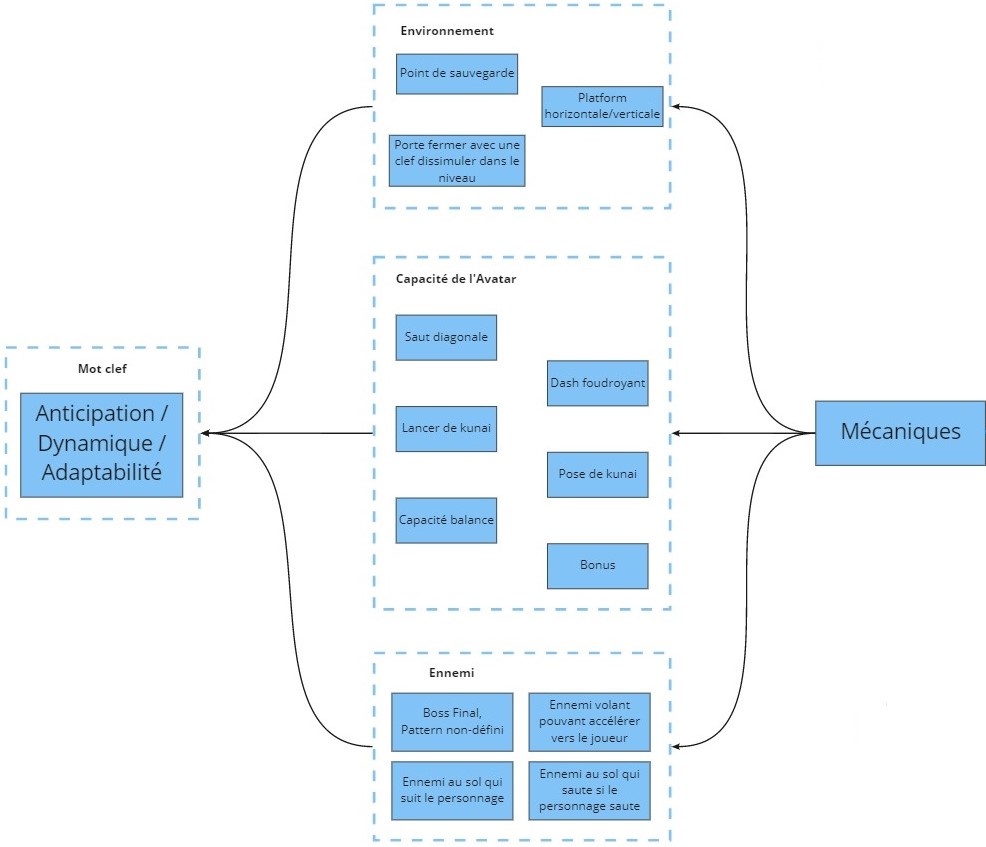 Environnement
Point de sauvegarde
Platform
horizontale/verticale
Porte fermer avec une
clef dissimuler dans le
niveau
Capacité de l'Avatar
Saut diagonale
Dash foudroyant
Lancer de kunai
Pose de kunai
Capacité balance
Bonus
Mot clef
Anticipation /
Dynamique /
Adaptabilité
Mécaniques
Ennemi
Boss Final,
Pattern non-défini
Ennemi volant
pouvant accélérer
vers le joueur
Ennemi au sol qui
suit le personnage
Ennemi au sol qui
saute si le
personnage saute